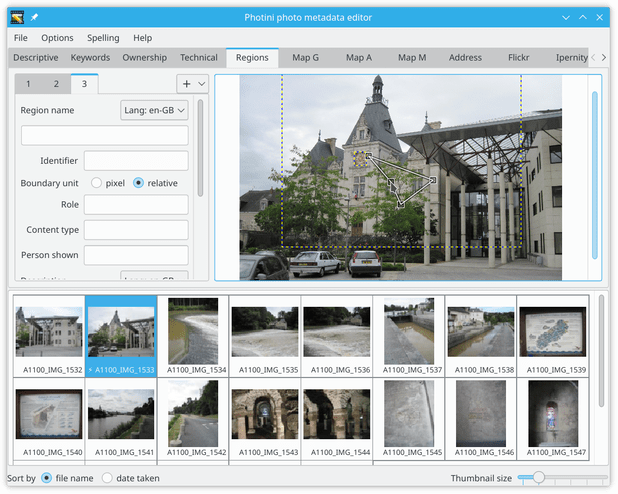 Photini photo metadata editor
File Options Spelling Help
Descriptive Keywords Ownership Technical Regions Map G Map A Map M Address Flickr Ipernity
1 2 3 +
Region name Lang: en-GB
Identifier
Boundary unit pixel relative
Role
Content type
Person shown
A1100_IMG_1532 A1100_IMG_1533 A1100_IMG_1534 A1100_IMG_1535 A1100_IMG_1536 A1100_IMG_1537 A1100_IMG_1538 A1100_IMG_1539
A1100_IMG_1540 A1100_IMG_1541 A1100_IMG_1542 A1100_IMG_1543 A1100_IMG_1544 A1100_IMG_1545 A1100_IMG_1546 A1100_IMG_1547
Sort by file name date taken Thumbnail size